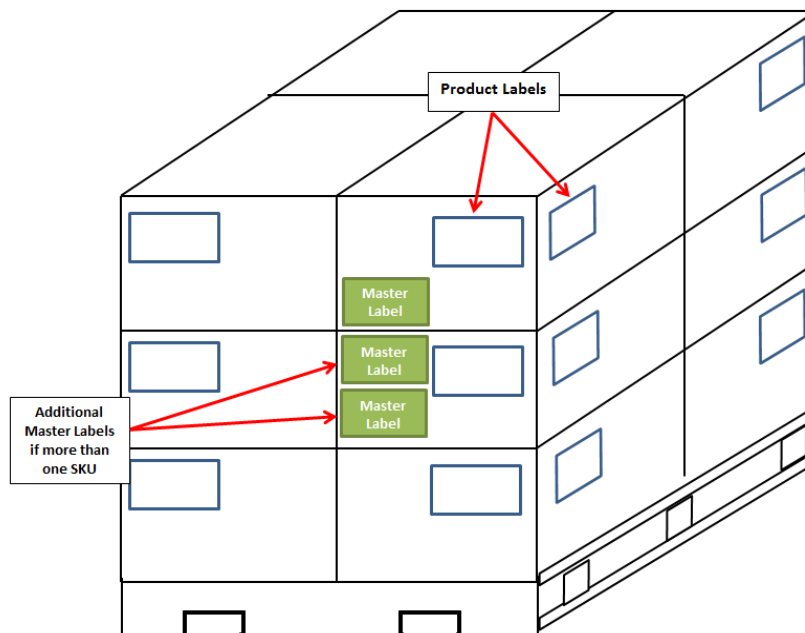 Product Labels
Master
Label
Master
Label
Master
Label
Additional
Master Labels
if more than
one SKU